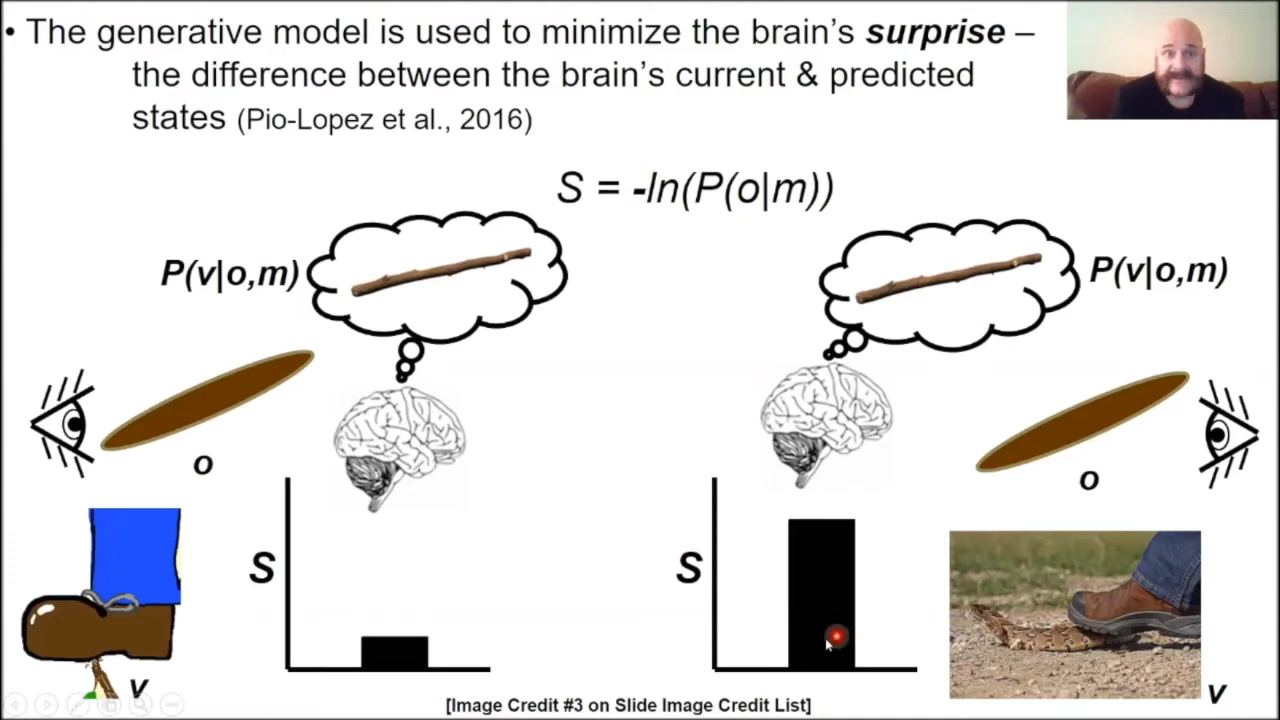 • The generative model is used to minimize the brain's surprise –
the difference between the brain's current & predicted
states (Pio-Lopez et al., 2016)
S = -ln(P(o|m))
P(v|o,m)
P(v|o,m)
o
o
S
S
v
v
[Image Credit #3 on Slide Image Credit List]